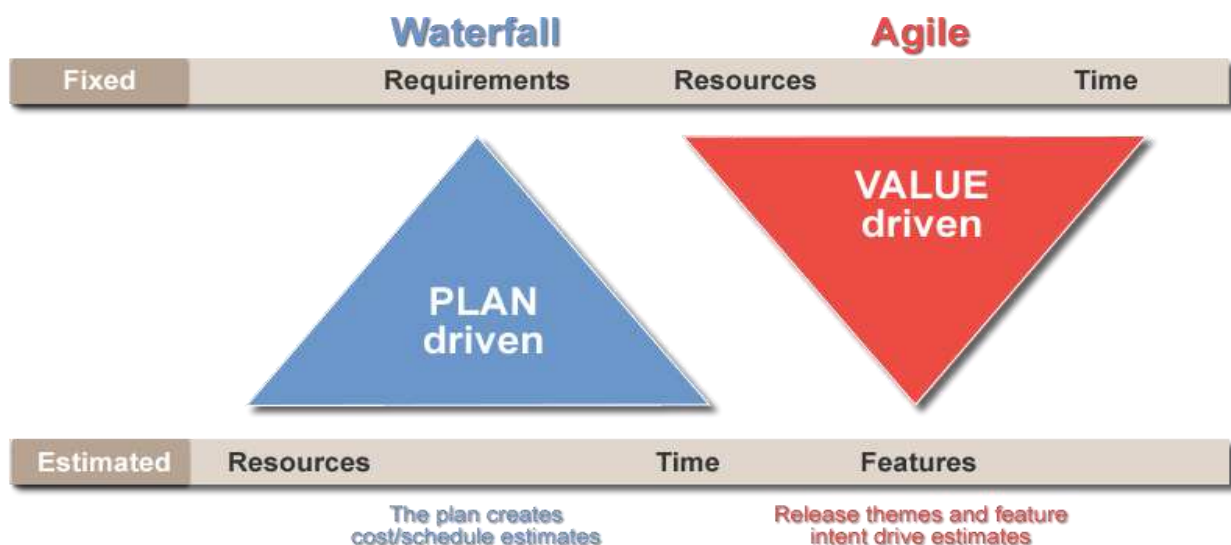 Waterfall Agile
Fixed Requirements Resources Time
VALUE
driven
PLAN
driven
Estimated Resources Time Features
The plan creates
cost/schedule estimates
Release themes and feature
intent drive estimates